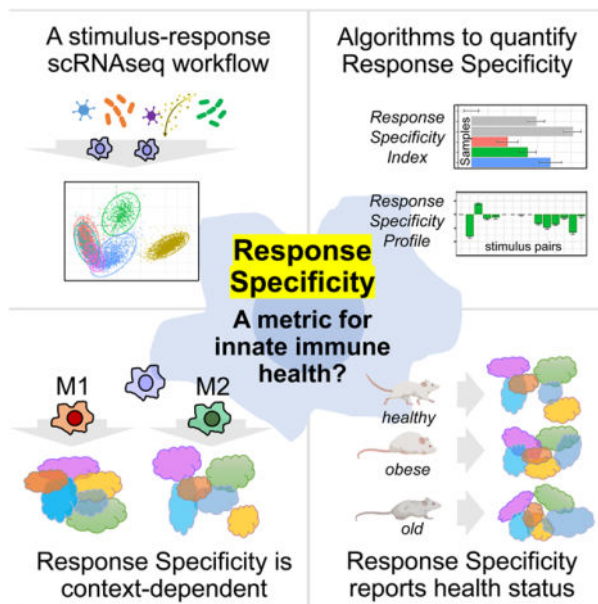 A stimulus-response
scRNAseq workflow
Algorithms to quantify
Response Specificity
Response
Specificity
Index
Samples
Response
Specificity
Profile
stimulus pairs
Response
Specificity
A metric for
innate immune
health?
M1
M2
Response Specificity is
context-dependent
healthy
obese
old
Response Specificity
reports health status